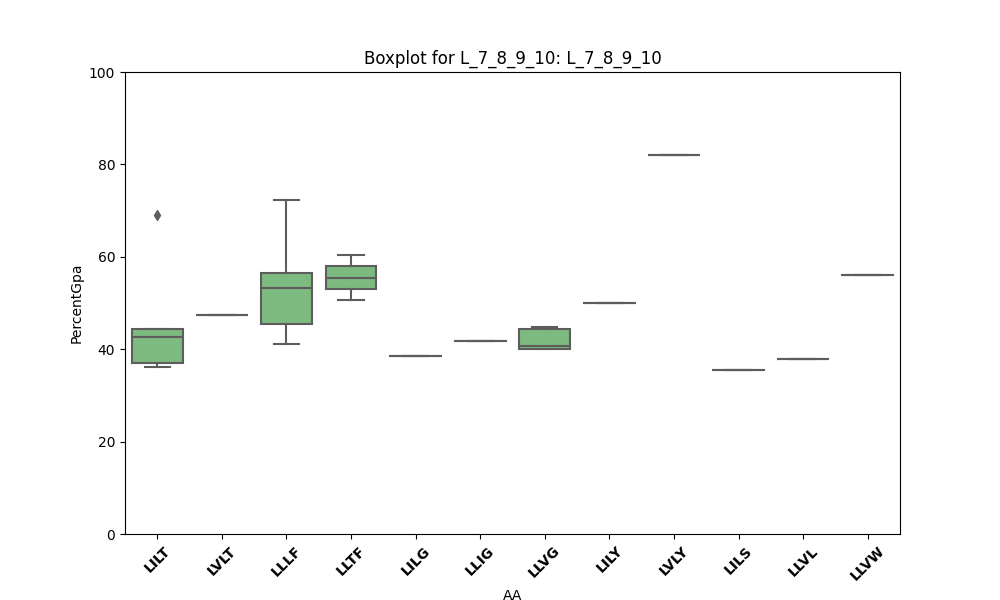 Boxplot for L_7_8_9_10: L_7_8_9_10
100
80
60
40
20
0
PercentGpa
LILT
LVLT
LLLF
LLTF
LILG
LLIG
LLVG
LILY
LVLY
LILS
LLVL
LLVW
AA